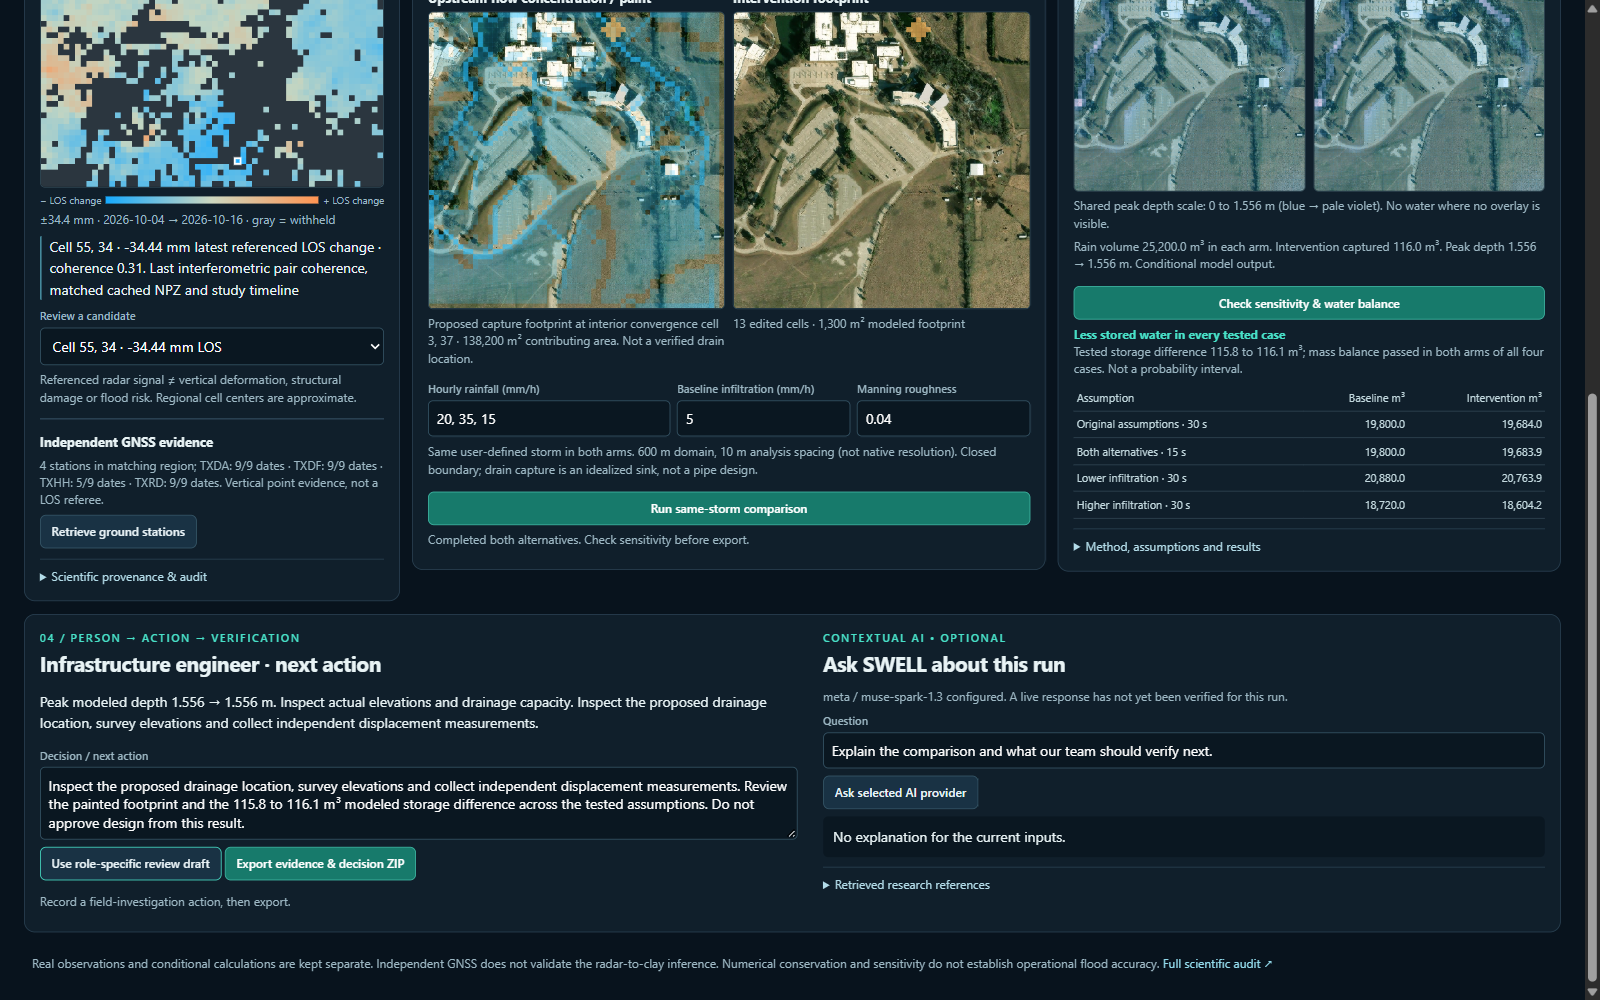 Upstream flow concentration / paint
Intervention footprint
− LOS change
+ LOS change
±34.4 mm · 2026-10-04 → 2026-10-16 · gray = withheld
Cell 55, 34 · -34.44 mm latest referenced LOS change ·
coherence 0.31. Last interferometric pair coherence,
matched cached NPZ and study timeline
Review a candidate
Cell 55, 34 · -34.44 mm LOS
Referenced radar signal ≠ vertical deformation, structural
damage or flood risk. Regional cell centers are approximate.
Independent GNSS evidence
4 stations in matching region; TXDA: 9/9 dates · TXDF: 9/9 dates ·
TXHH: 5/9 dates · TXRD: 9/9 dates. Vertical point evidence, not a
LOS referee.
Retrieve ground stations
▶ Scientific provenance & audit
Proposed capture footprint at interior convergence cell
3, 37 · 138,200 m² contributing area. Not a verified drain
location.
13 edited cells · 1,300 m² modeled footprint
Hourly rainfall (mm/h)
Baseline infiltration (mm/h)
Manning roughness
20, 35, 15
5
0.04
Same user-defined storm in both arms. 600 m domain, 10 m analysis spacing (not native resolution). Closed
boundary; drain capture is an idealized sink, not a pipe design.
Run same-storm comparison
Completed both alternatives. Check sensitivity before export.
Shared peak depth scale: 0 to 1.556 m (blue → pale violet). No water where no overlay is
visible.
Rain volume 25,200.0 m³ in each arm. Intervention captured 116.0 m³. Peak depth 1.556
→ 1.556 m. Conditional model output.
Check sensitivity & water balance
Less stored water in every tested case
Tested storage difference 115.8 to 116.1 m³; mass balance passed in both arms of all four
cases. Not a probability interval.
Assumption Baseline m³ Intervention m³
Original assumptions · 30 s 19,800.0 19,684.0
Both alternatives · 15 s 19,800.0 19,683.9
Lower infiltration · 30 s 20,880.0 20,763.9
Higher infiltration · 30 s 18,720.0 18,604.2
▶ Method, assumptions and results
04 / PERSON → ACTION → VERIFICATION
Infrastructure engineer · next action
Peak modeled depth 1.556 → 1.556 m. Inspect actual elevations and drainage capacity. Inspect the proposed drainage
location, survey elevations and collect independent displacement measurements.
Decision / next action
Inspect the proposed drainage location, survey elevations and collect independent displacement measurements. Review
the painted footprint and the 115.8 to 116.1 m³ modeled storage difference across the tested assumptions. Do not
approve design from this result.
Use role-specific review draft
Export evidence & decision ZIP
Record a field-investigation action, then export.
CONTEXTUAL AI • OPTIONAL
Ask SWELL about this run
meta / muse-spark-1.3 configured. A live response has not yet been verified for this run.
Question
Explain the comparison and what our team should verify next.
Ask selected AI provider
No explanation for the current inputs.
▶ Retrieved research references
Real observations and conditional calculations are kept separate. Independent GNSS does not validate the radar-to-clay inference. Numerical conservation and sensitivity do not establish operational flood accuracy. Full scientific audit ↗